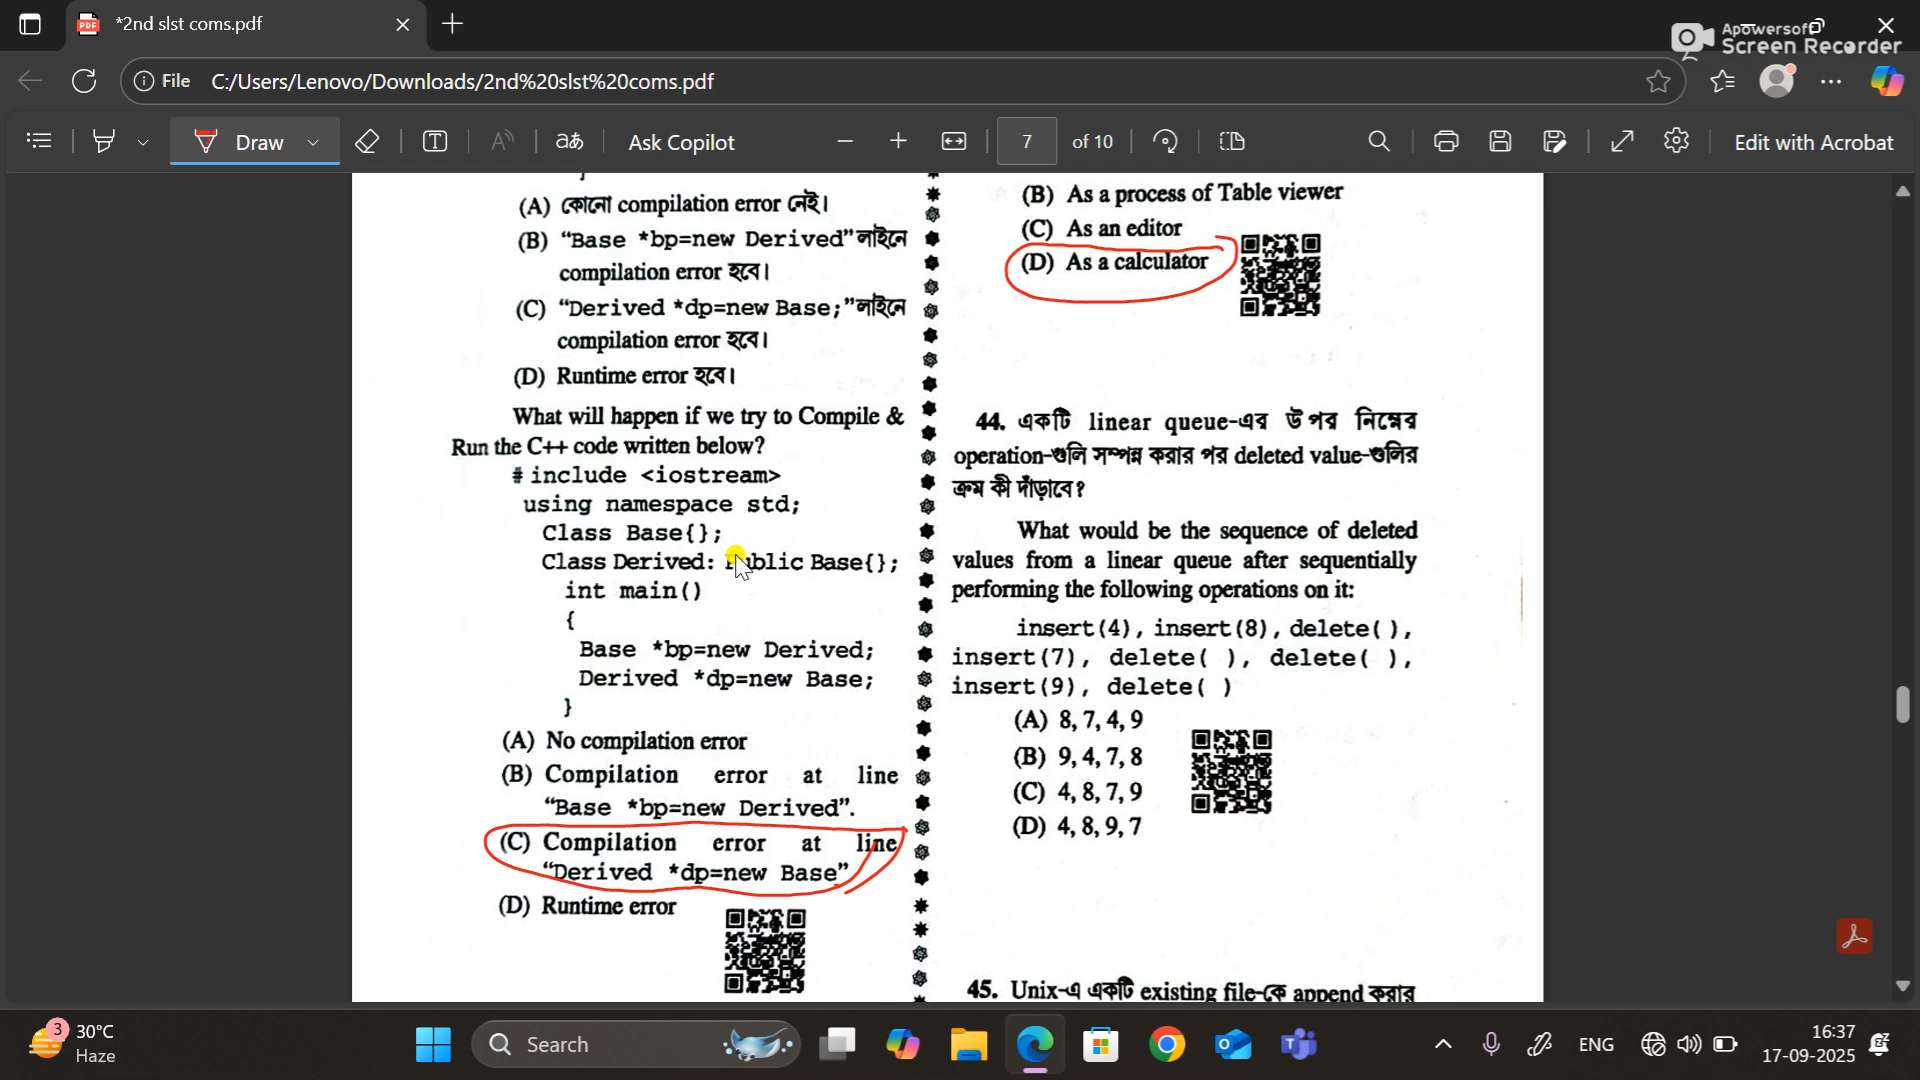 *2nd slst coms.pdf
Apowersoft
Screen Recorder
File C:/Users/Lenovo/Downloads/2nd%20slst%20coms.pdf
Draw
Ask Copilot
7 of 10
Edit with Acrobat
}
(A) কোনো compilation error নেই।
(B) “Base *bp=new Derived”লাইনে
compilation error হবে।
(C) “Derived *dp=new Base;”লাইনে
compilation error হবে।
(D) Runtime error হবে।
What will happen if we try to Compile &
Run the C++ code written below?
# include <iostream>
using namespace std;
Class Base{};
Class Derived: Public Base{};
int main()
{
Base *bp=new Derived;
Derived *dp=new Base;
}
(A) No compilation error
(B) Compilation error at line
“Base *bp=new Derived”.
(C) Compilation error at line
“Derived *dp=new Base”
(D) Runtime error
(B) As a process of Table viewer
(C) As an editor
(D) As a calculator
44. একটি linear queue-এর উপর নিম্নের
operation-গুলি সম্পন্ন করার পর deleted value-গুলির
ক্রম কী দাঁড়াবে?
What would be the sequence of deleted
values from a linear queue after sequentially
performing the following operations on it:
insert(4), insert(8), delete( ),
insert(7), delete( ), delete( ),
insert(9), delete( )
(A) 8, 7, 4, 9
(B) 9, 4, 7, 8
(C) 4, 8, 7, 9
(D) 4, 8, 9, 7
45. Unix-এ একটি existing file-কে append করার
3
30°C
Haze
Search
ENG
16:37
17-09-2025